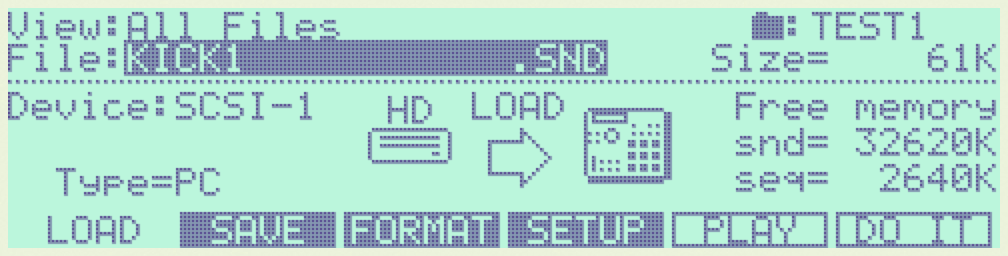 View:All Files :TEST1
File:KICK1 .SND Size= 61K
Device:SCSI-1 HD LOAD Free memory
snd= 32620K
Type=PC seq= 2640K
LOAD SAVE FORMAT SETUP PLAY DO IT